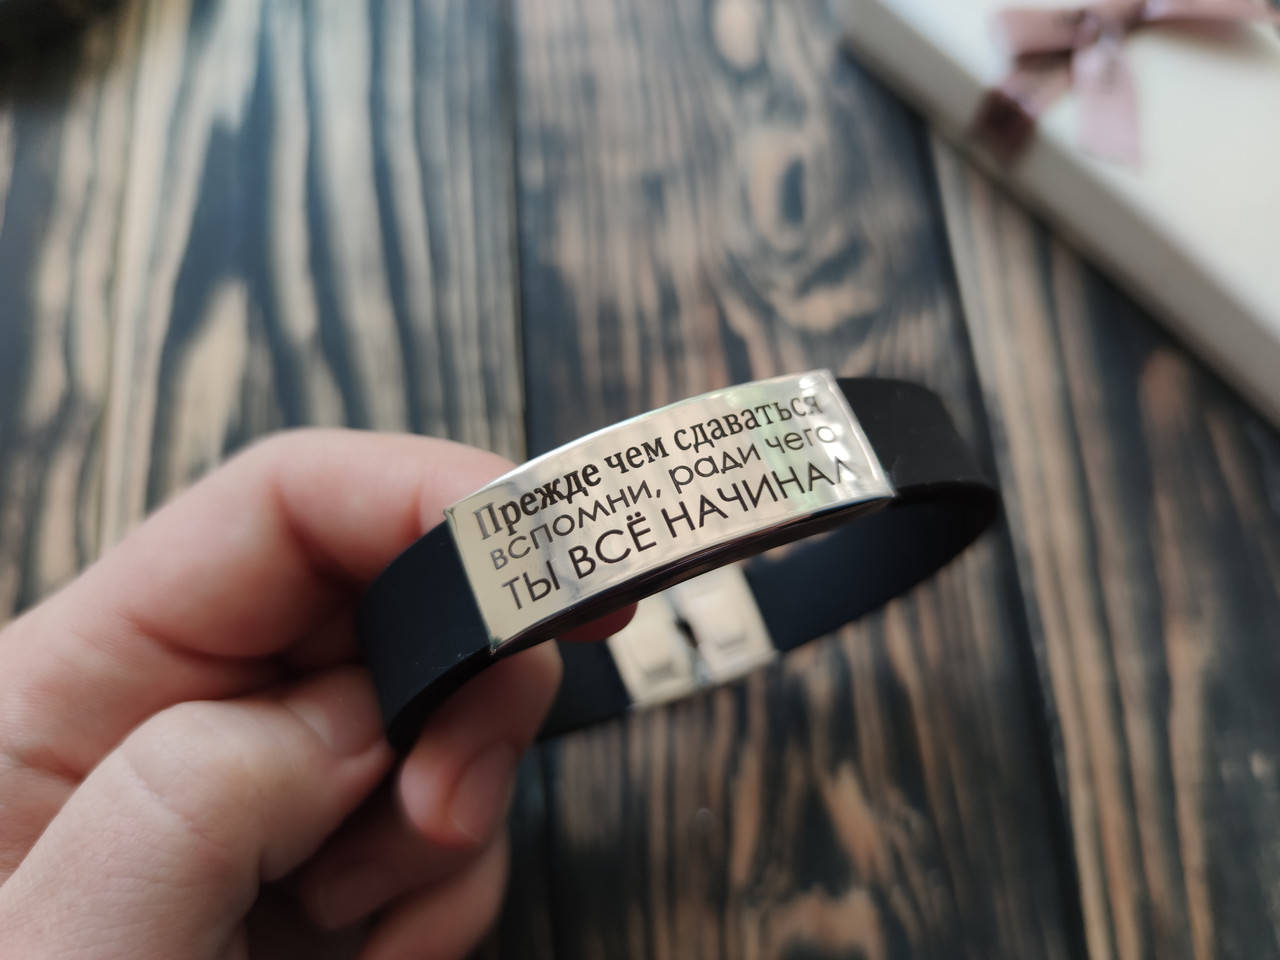 Прежде чем сдаваться
вспомни, ради чего
ТЫ ВСЁ НАЧИНАЛ